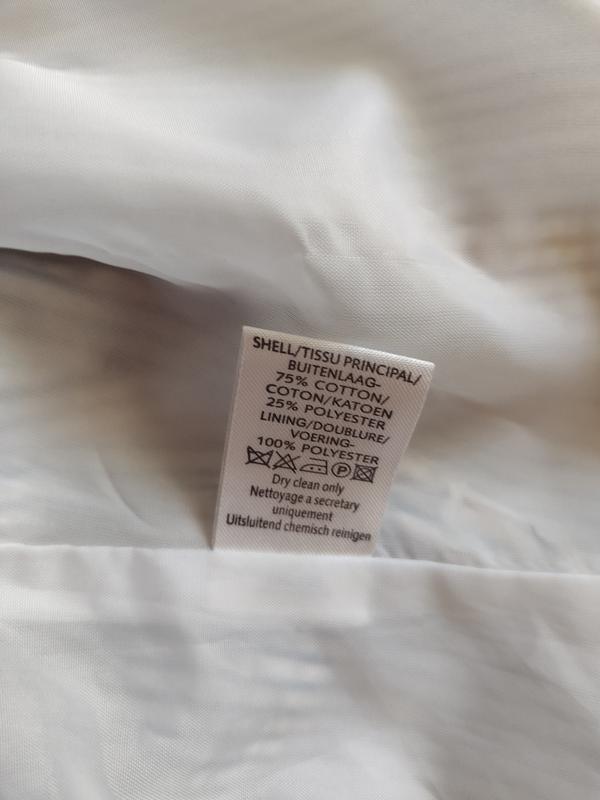 SHELL/TISSU PRINCIPAL/
BUITENLAAG-
75% COTTON/
COTON/KATOEN
25% POLYESTER
LINING/DOUBLURE/
VOERING-
100% POLYESTER
P
Dry clean only
Nettoyage a secretary
uniquement
Uitsluitend chemisch reinigen